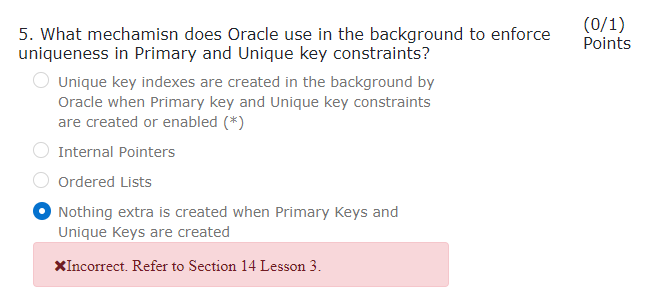 5. What mechamisn does Oracle use in the background to enforce
uniqueness in Primary and Unique key constraints?
(0/1)
Points
Unique key indexes are created in the background by
Oracle when Primary key and Unique key constraints
are created or enabled (*)
Internal Pointers
Ordered Lists
Nothing extra is created when Primary Keys and
Unique Keys are created
✖Incorrect. Refer to Section 14 Lesson 3.